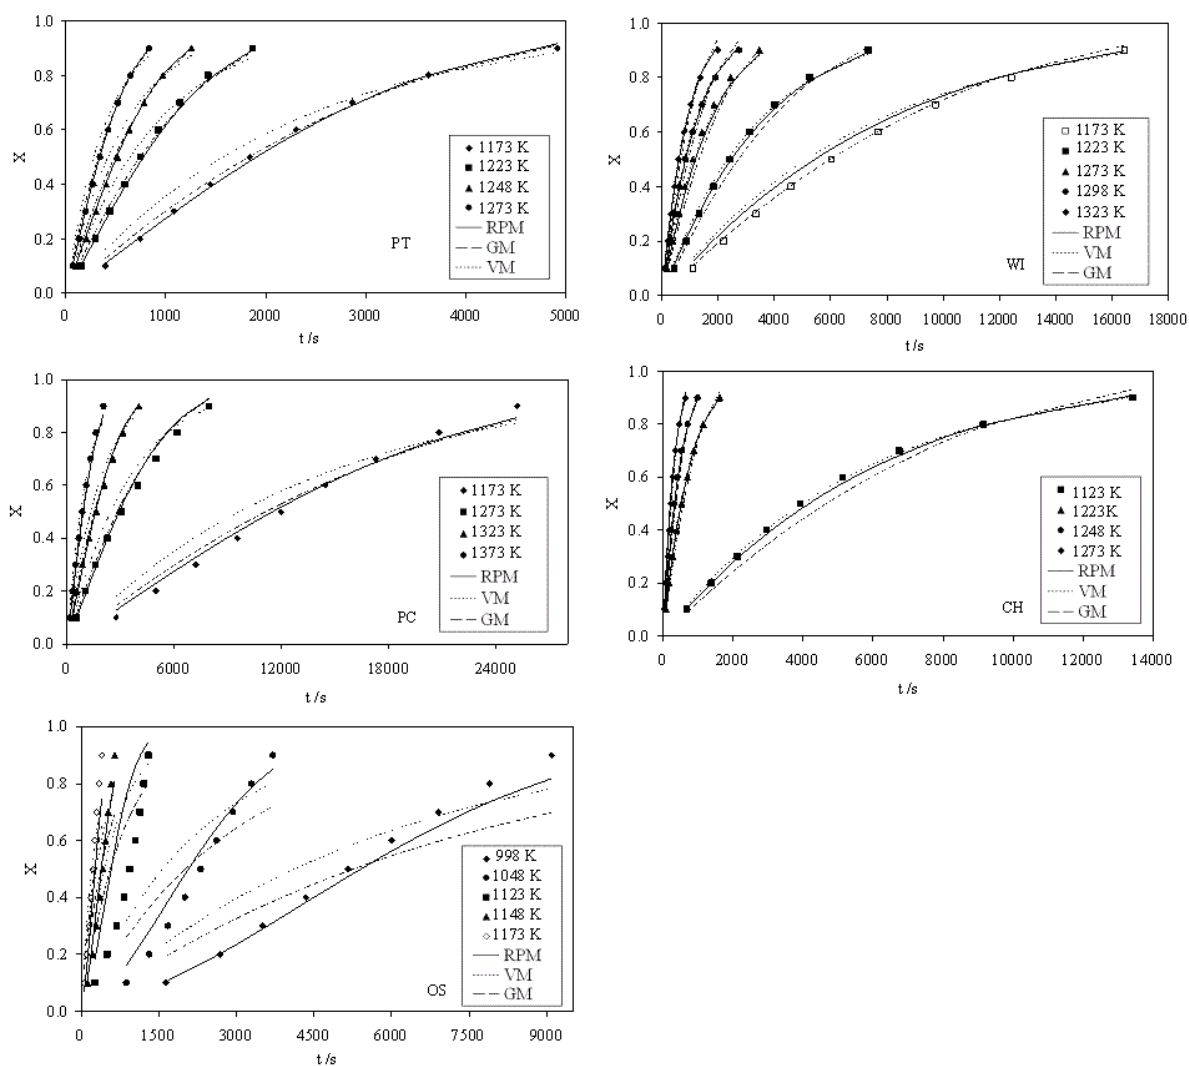 1.0
0.8
0.6
0.4
0.2
0.0
X
0 1000 2000 3000 4000 5000
t /s
PT
1173 K
1223 K
1248 K
1273 K
RPM
GM
VM
1.0
0.8
0.6
0.4
0.2
0.0
X
0 2000 4000 6000 8000 10000 12000 14000 16000 18000
t /s
WI
1173 K
1223 K
1273 K
1298 K
1323 K
RPM
VM
GM
1.0
0.8
0.6
0.4
0.2
0.0
X
0 6000 12000 18000 24000
t /s
PC
1173 K
1273 K
1323 K
1373 K
RPM
VM
GM
1.0
0.8
0.6
0.4
0.2
0.0
X
0 2000 4000 6000 8000 10000 12000 14000
t /s
CH
1123 K
1223K
1248 K
1273 K
RPM
VM
GM
1.0
0.8
0.6
0.4
0.2
0.0
X
0 1500 3000 4500 6000 7500 9000
t /s
OS
998 K
1048 K
1123 K
1148 K
1173 K
RPM
VM
GM